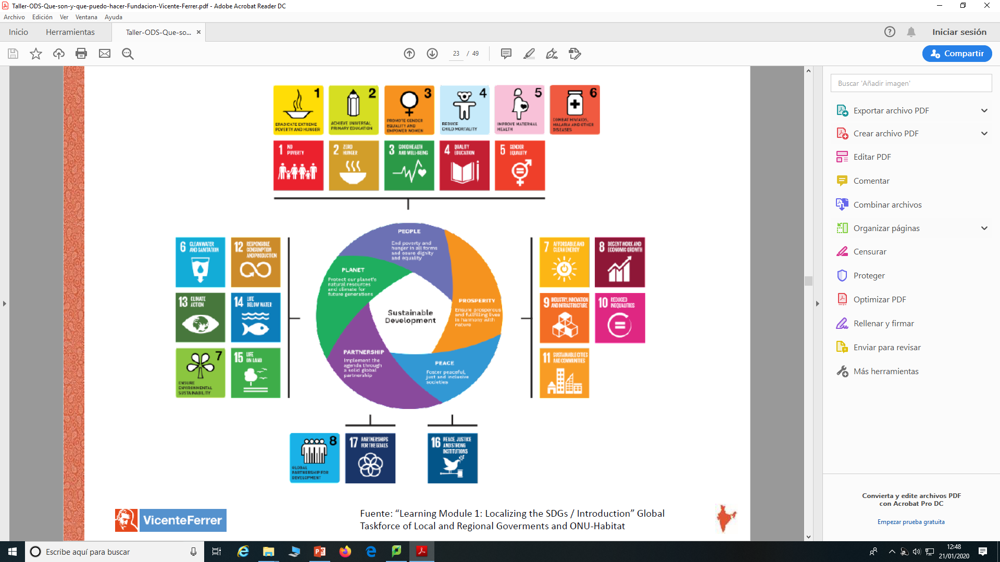 Taller-ODS-Que-son-y-que-puedo-hacer-Fundacion-Vicente-Ferrer.pdf - Adobe Acrobat Reader DC
Archivo Edición Ver Ventana Ayuda
Inicio Herramientas Taller-ODS-Que-so... Iniciar sesión
23 / 49 Compartir
1
ERADICATE EXTREME
POVERTY AND HUNGER
2
ACHIEVE UNIVERSAL
PRIMARY EDUCATION
3
PROMOTE GENDER
EQUALITY AND
EMPOWER WOMEN
4
REDUCE
CHILD MORTALITY
5
IMPROVE MATERNAL
HEALTH
6
COMBAT HIV/AIDS,
MALARIA AND OTHER
DISEASES
1 NO
POVERTY
2 ZERO
HUNGER
3 GOOD HEALTH
AND WELL-BEING
4 QUALITY
EDUCATION
5 GENDER
EQUALITY
6 CLEAN WATER
AND SANITATION
12 RESPONSIBLE
CONSUMPTION
AND PRODUCTION
13 CLIMATE
ACTION
14 LIFE
BELOW WATER
7
ENSURE
ENVIRONMENTAL
SUSTAINABILITY
15 LIFE
ON LAND
PEOPLE
End poverty and
hunger in all forms
and esure dignity
and equality
PLANET
Protect our planet's
natural resources
and climate for
future generations
PROSPERITY
Ensure prosperous
and fulfilling lives
in harmony with
nature
Sustainable
Development
PARTNERSHIP
Implement the
agenda through
a solid global
partnership
PEACE
Foster peaceful,
just and inclusive
societies
7 AFFORDABLE AND
CLEAN ENERGY
8 DECENT WORK AND
ECONOMIC GROWTH
9 INDUSTRY, INNOVATION
AND INFRASTRUCTURE
10 REDUCED
INEQUALITIES
11 SUSTAINABLE CITIES
AND COMMUNITIES
8
GLOBAL
PARTNERSHIP FOR
DEVELOPMENT
17 PARTNERSHIPS
FOR THE GOALS
16 PEACE, JUSTICE
AND STRONG
INSTITUTIONS
VicenteFerrer
Fuente: “Learning Module 1: Localizing the SDGs / Introduction” Global
Taskforce of Local and Regional Goverments and ONU-Habitat
Buscar 'Añadir imagen'
Exportar archivo PDF
Crear archivo PDF
Editar PDF
Comentar
Combinar archivos
Organizar páginas
Censurar
Proteger
Optimizar PDF
Rellenar y firmar
Enviar para revisar
Más herramientas
Convierta y edite archivos PDF
con Acrobat Pro DC
Empezar prueba gratuita
Escribe aquí para buscar
12:48
21/01/2020